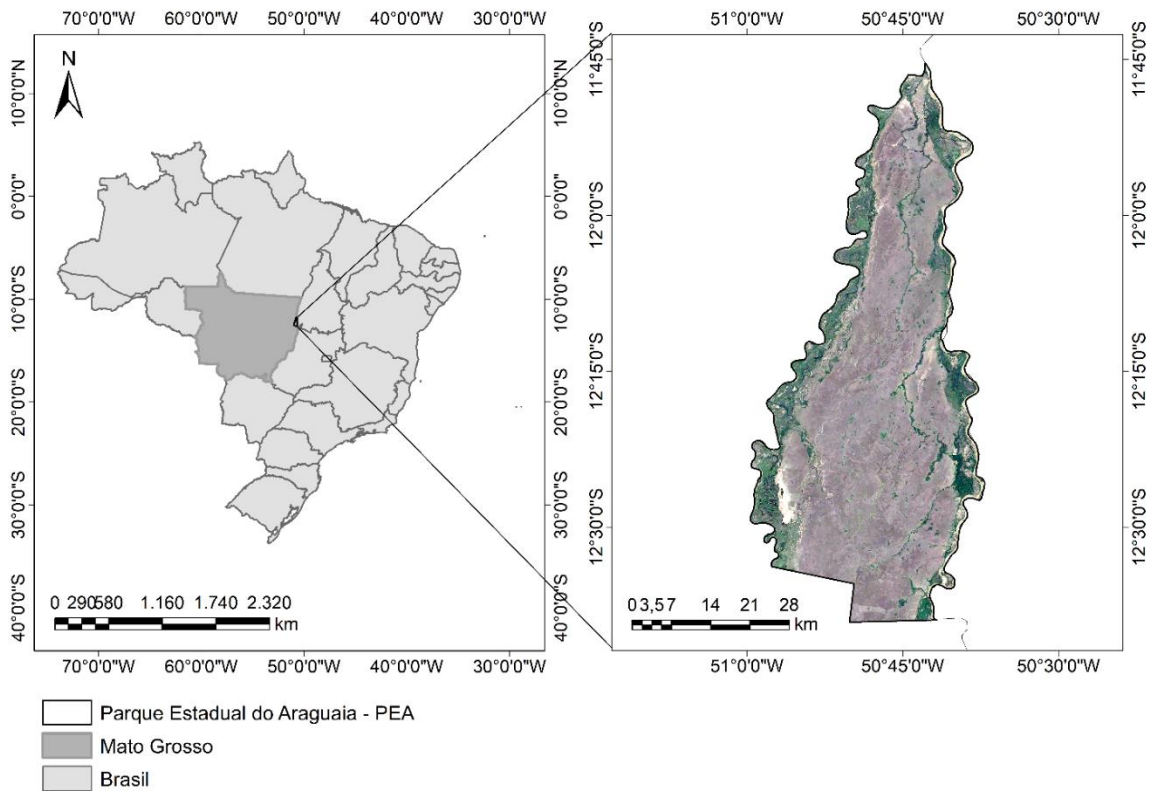 70°0'0"W 60°0'0"W 50°0'0"W 40°0'0"W 30°0'0"W
51°0'0"W 50°45'0"W 50°30'0"W
N
10°0'0"N
0°0'0"
10°0'0"S
20°0'0"S
30°0'0"S
40°0'0"S
10°0'0"N
0°0'0"
10°0'0"S
20°0'0"S
30°0'0"S
40°0'0"S
11°45'0"S
12°0'0"S
12°15'0"S
12°30'0"S
11°45'0"S
12°0'0"S
12°15'0"S
12°30'0"S
0 290580 1.160 1.740 2.320
km
0 3,5 7 14 21 28
km
70°0'0"W 60°0'0"W 50°0'0"W 40°0'0"W 30°0'0"W
51°0'0"W 50°45'0"W 50°30'0"W
Parque Estadual do Araguaia - PEA
Mato Grosso
Brasil